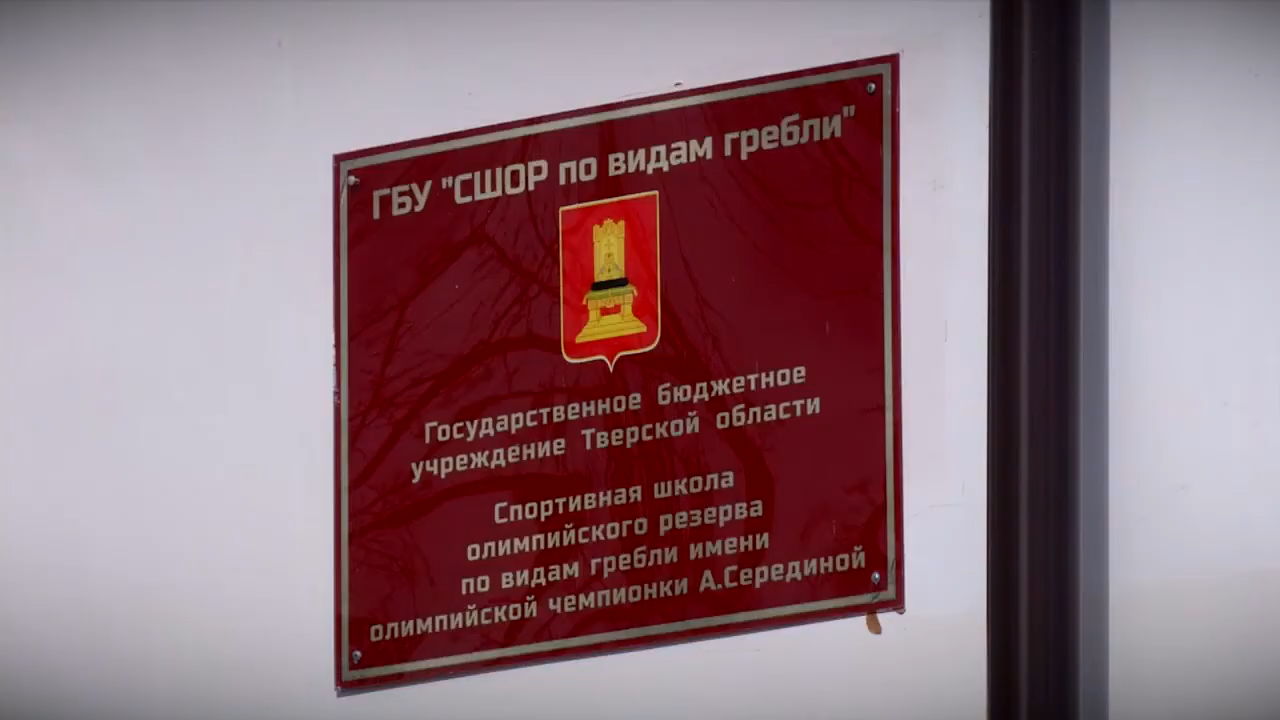 ГБУ "СШОР по видам гребли"
Государственное бюджетное
учреждение Тверской области
Спортивная школа
олимпийского резерва
по видам гребли имени
олимпийской чемпионки А.Серединой